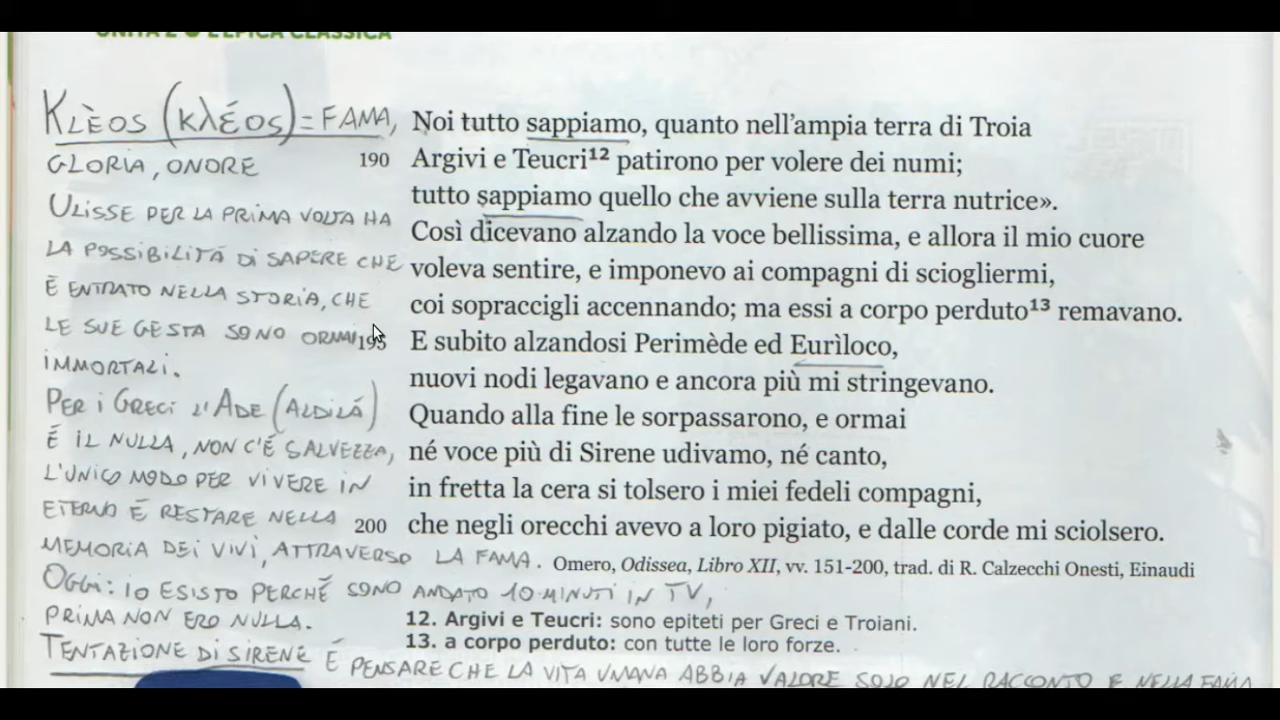 UNITÀ 2 L'EPICA CLASSICA
KLÈOS (κλέος) = FAMA,
GLORIA, ONORE
ULISSE PER LA PRIMA VOLTA HA
LA POSSIBILITÁ DI SAPERE CHE
É ENTRATO NELLA STORIA, CHE
LE SUE GESTA SONO ORMAI
IMMORTALI.
PER I GRECI L'ADE (ALDILÁ)
É IL NULLA, NON C'É SALVEZZA,
L'UNICO MODO PER VIVERE IN
ETERNO É RESTARE NELLA
MEMORIA DEI VIVI, ATTRAVERSO LA FAMA.
OGGI: IO ESISTO PERCHÉ SONO ANDATO 10 MINUTI IN TV,
PRIMA NON ERO NULLA.
TENTAZIONE DI SIRENE É PENSARE CHE LA VITA UMANA ABBIA VALORE SOLO NEL RACCONTO E NELLA FAMA
Noi tutto sappiamo, quanto nell'ampia terra di Troia
190 Argivi e Teucri12 patirono per volere dei numi;
tutto sappiamo quello che avviene sulla terra nutrice».
Così dicevano alzando la voce bellissima, e allora il mio cuore
voleva sentire, e imponevo ai compagni di sciogliermi,
coi sopraccigli accennando; ma essi a corpo perduto13 remavano.
195 E subito alzandosi Perimède ed Eurìloco,
nuovi nodi legavano e ancora più mi stringevano.
Quando alla fine le sorpassarono, e ormai
né voce più di Sirene udivamo, né canto,
in fretta la cera si tolsero i miei fedeli compagni,
200 che negli orecchi avevo a loro pigiato, e dalle corde mi sciolsero.
Omero, Odissea, Libro XII, vv. 151-200, trad. di R. Calzecchi Onesti, Einaudi
12. Argivi e Teucri: sono epiteti per Greci e Troiani.
13. a corpo perduto: con tutte le loro forze.